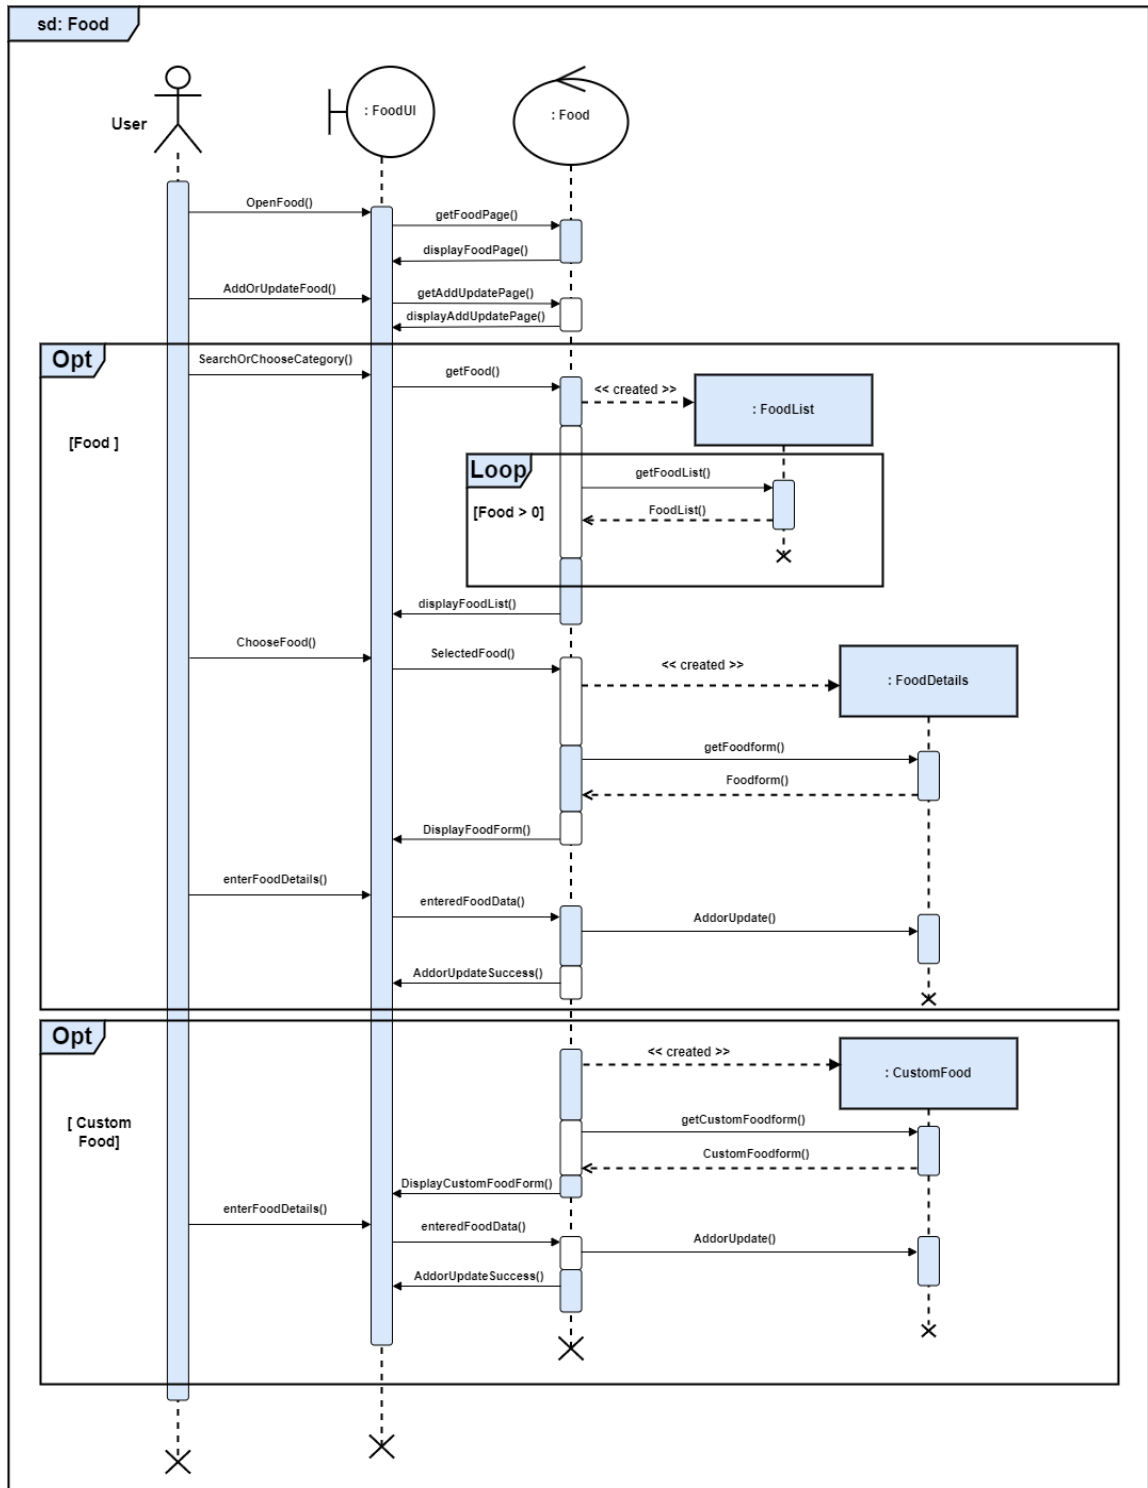 sd: Food
User
: FoodUI
: Food
OpenFood()
getFoodPage()
displayFoodPage()
AddOrUpdateFood()
getAddUpdatePage()
displayAddUpdatePage()
Opt
SearchOrChooseCategory()
getFood()
<< created >>
: FoodList
[Food ]
Loop
getFoodList()
[Food > 0]
FoodList()
displayFoodList()
ChooseFood()
SelectedFood()
<< created >>
: FoodDetails
getFoodform()
Foodform()
DisplayFoodForm()
enterFoodDetails()
enteredFoodData()
AddorUpdate()
AddorUpdateSuccess()
Opt
<< created >>
: CustomFood
[ Custom
Food]
getCustomFoodform()
CustomFoodform()
DisplayCustomFoodForm()
enterFoodDetails()
enteredFoodData()
AddorUpdate()
AddorUpdateSuccess()